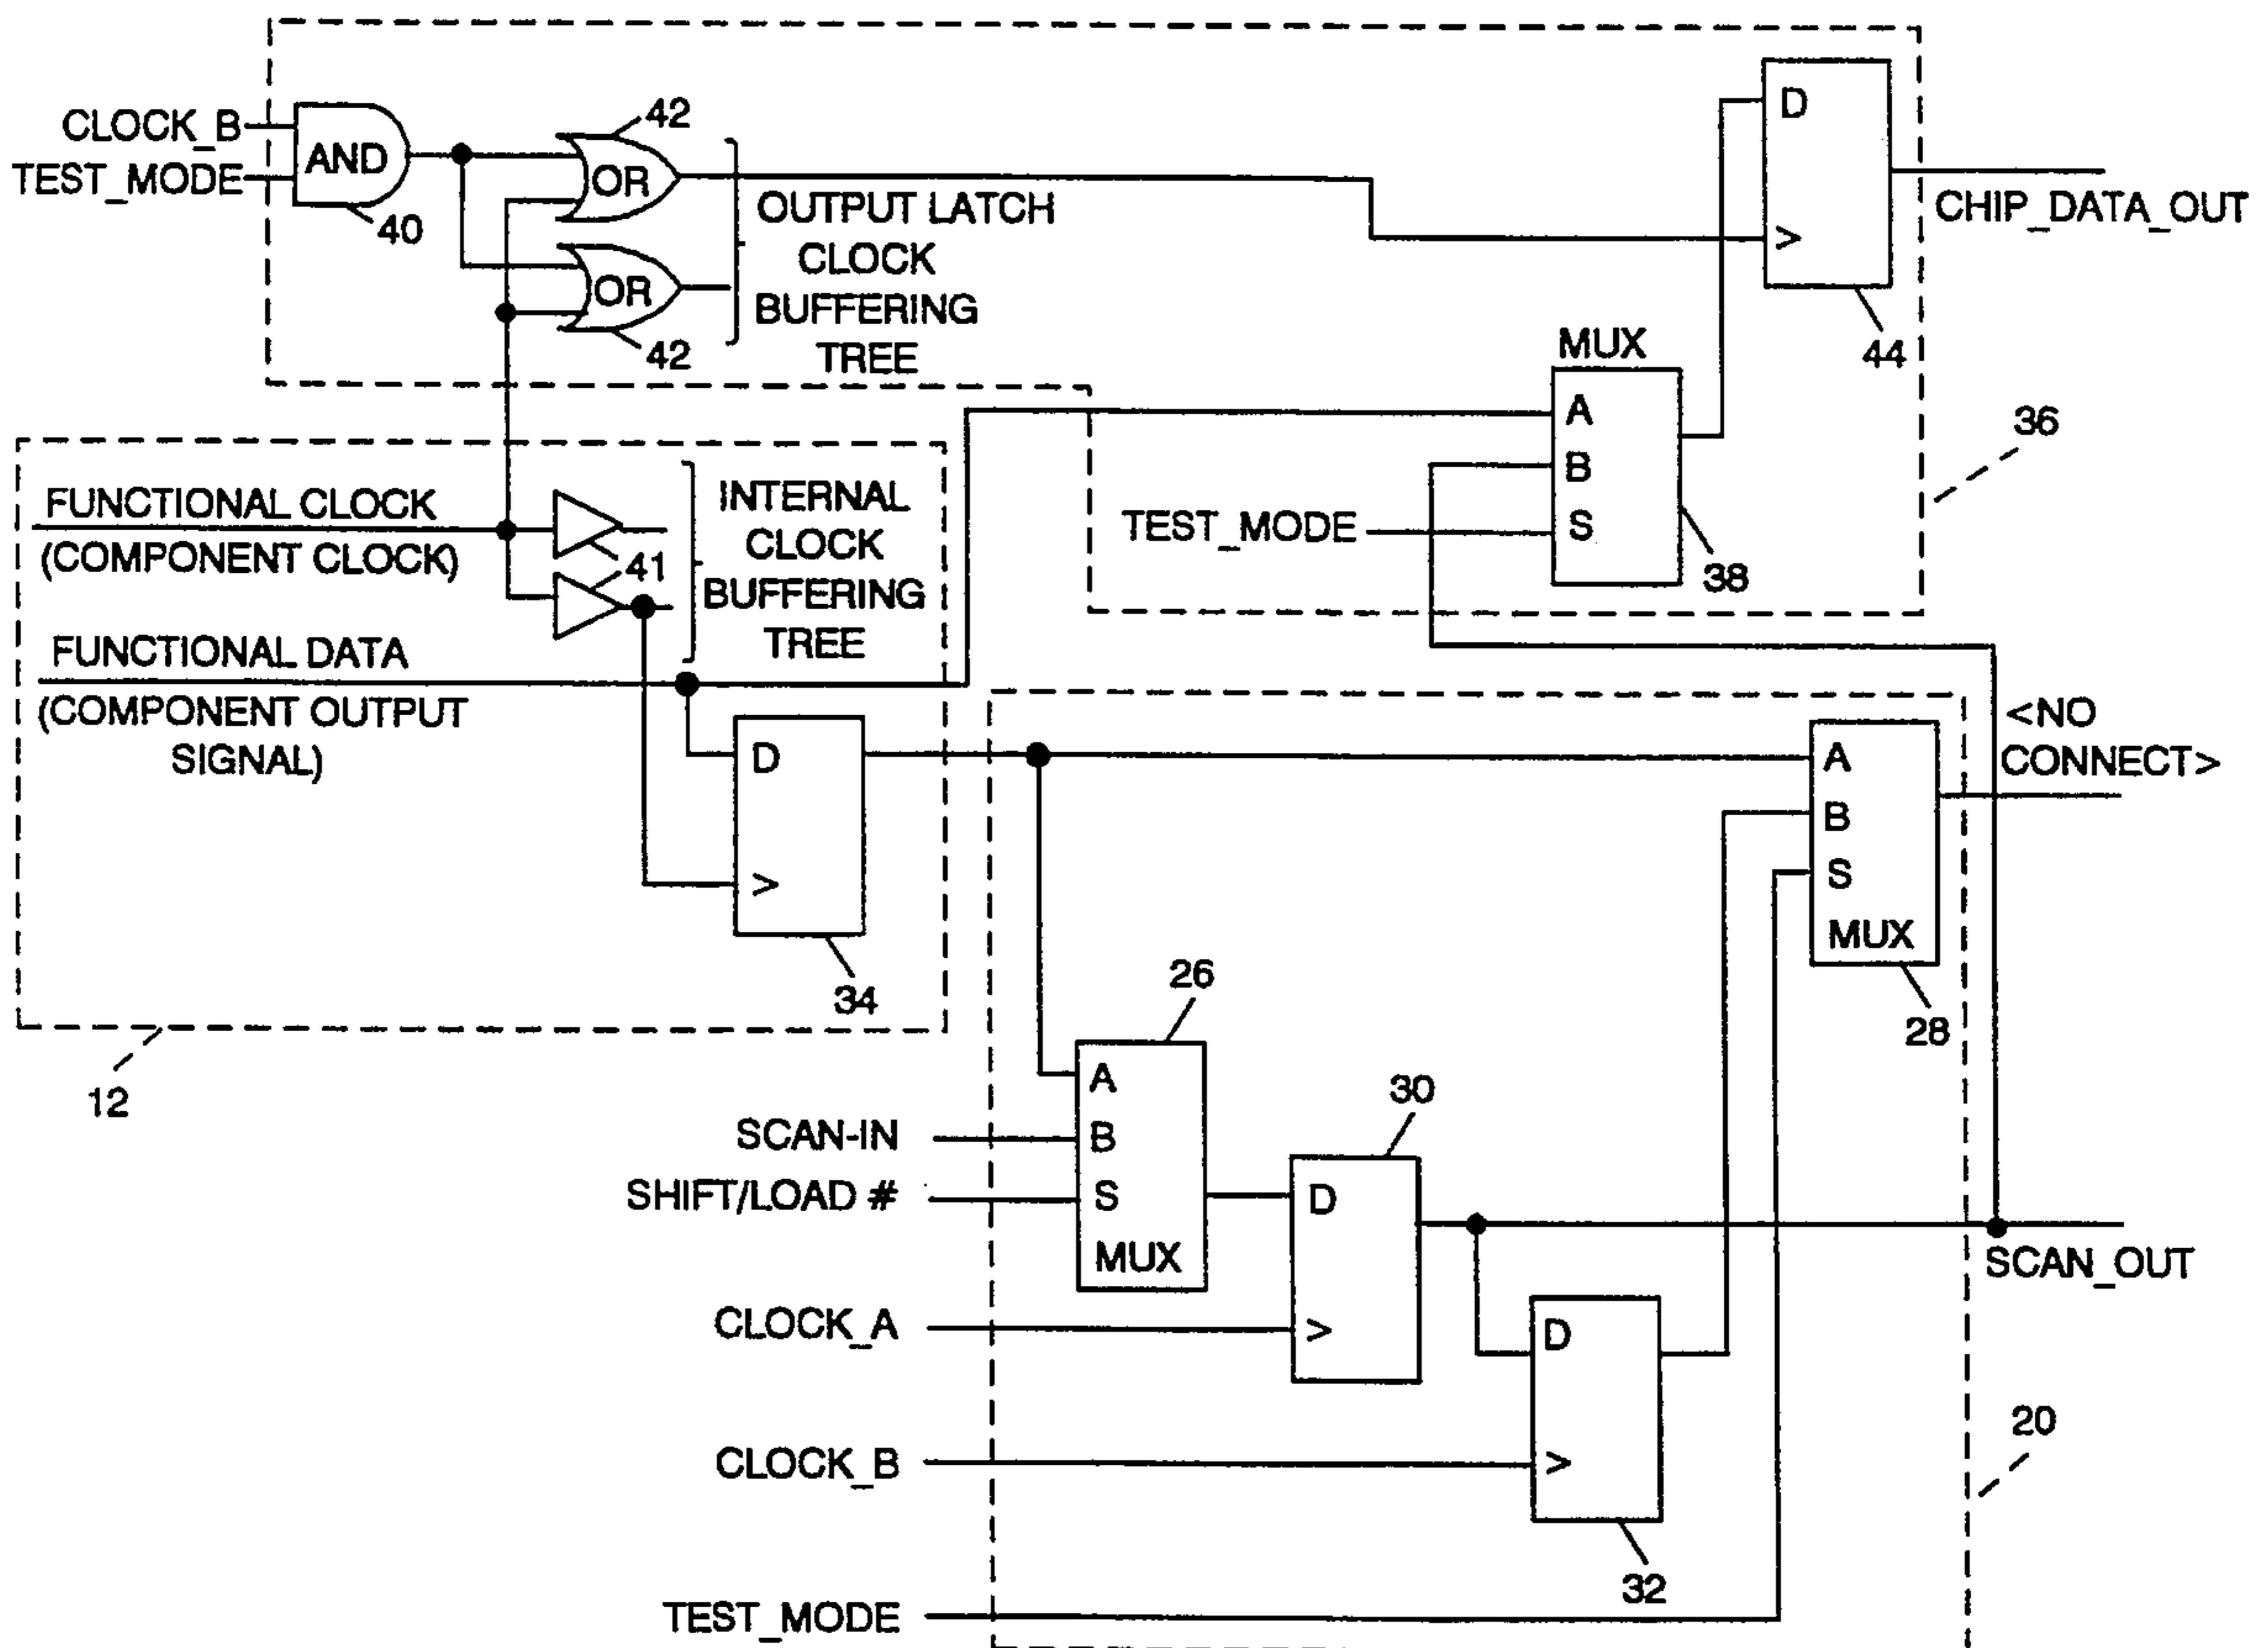 CLOCK_B
TEST_MODE
AND
40
42
OR
OR
42
OUTPUT LATCH
CLOCK
BUFFERING
TREE
D
>
44
CHIP_DATA_OUT
MUX
A
B
S
38
TEST_MODE
36
FUNCTIONAL CLOCK
(COMPONENT CLOCK)
41
INTERNAL
CLOCK
BUFFERING
TREE
FUNCTIONAL DATA
(COMPONENT OUTPUT
SIGNAL)
D
>
34
12
<NO
CONNECT>
A
B
S
MUX
28
26
A
B
S
MUX
SCAN-IN
SHIFT/LOAD #
30
D
>
SCAN_OUT
CLOCK_A
D
>
32
CLOCK_B
20
TEST_MODE